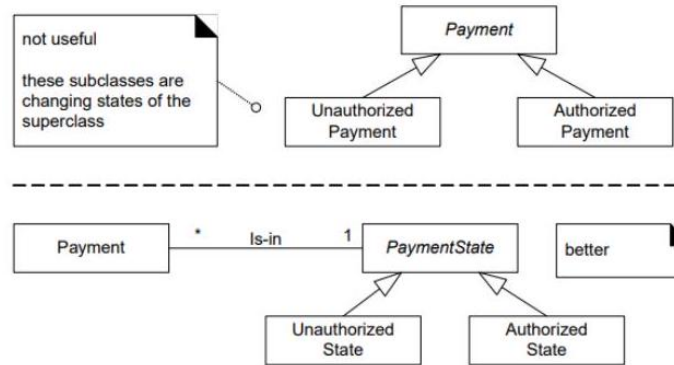 not useful
these subclasses are
changing states of the
superclass
Payment
Unauthorized
Payment
Authorized
Payment
Payment
*
Is-in
1
PaymentState
better
Unauthorized
State
Authorized
State